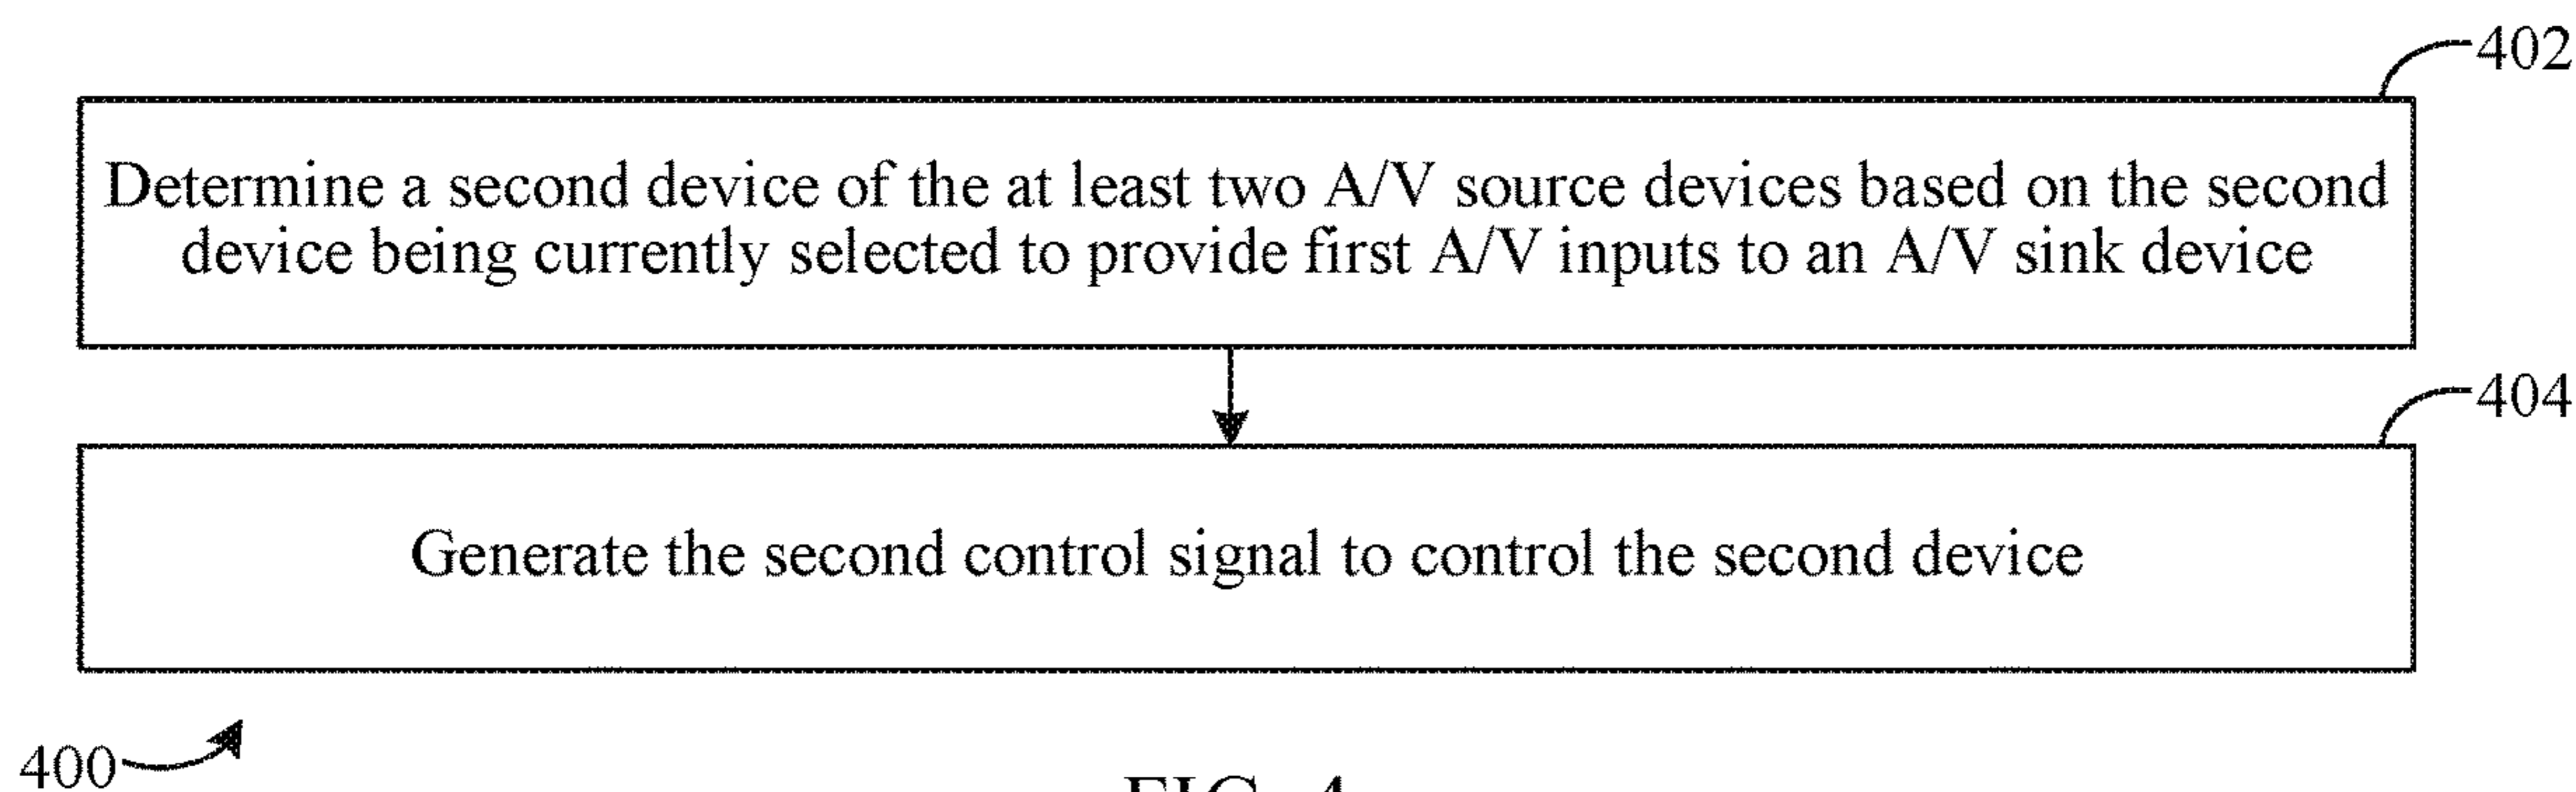 402
Determine a second device of the at least two A/V source devices based on the second
device being currently selected to provide first A/V inputs to an A/V sink device
404
Generate the second control signal to control the second device
400
FIG. 4